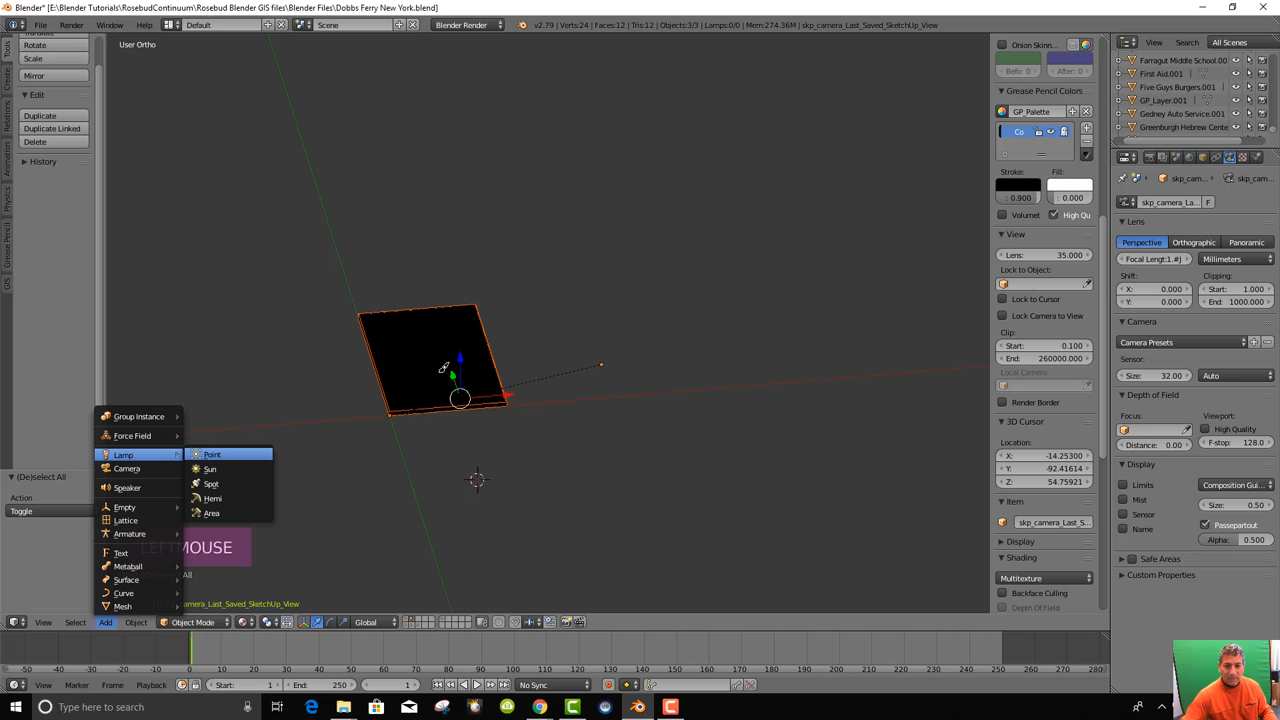 Blender* [E:\Blender Tutorials\RosebudContinuum\Rosebud Blender GIS files\Blender Files\Dobbs Ferry New York.blend]
File Render Window Help Default Scene Blender Render v2.79 | Verts:24 | Faces:12 | Tris:12 | Objects:3/3 | Lamps:0/0 | Mem:274.36M | skp_camera_Last_Saved_SketchUp_View
Tools
Create
Relations
Animation
Physics
Grease Pencil
GIS
Rotate
Scale
Mirror
Edit
Duplicate
Duplicate Linked
Delete
History
(De)select All
Action
Toggle
User Ortho
Group Instance
Force Field
Lamp
Camera
Speaker
Empty
Lattice
Armature
Text
Metaball
Surface
Curve
Mesh
Point
Sun
Spot
Hemi
Area
LEFTMOUSE
All
camera_Last_Saved_SketchUp_View
View Select Add Object Object Mode Global
Onion Skinn
Befo: 0 After: 0
Grease Pencil Colors
GP_Palette
Co
Stroke: Fill:
: 0.900 0.000
Volumet High Qu
View
Lens: 35.000
Lock to Object:
Lock to Cursor
Lock Camera to View
Clip:
Start: 0.100
End: 260000.000
Local Camera:
Render Border
3D Cursor
Location:
X: -14.25300
Y: -92.41614
Z: 54.75921
Item
skp_camera_Last_S...
Display
Shading
Multitexture
Backface Culling
Depth Of Field
View Search All Scenes
Farragut Middle School.00
First Aid.001
Five Guys Burgers.001
GP_Layer.001
Gedney Auto Service.001
Greenburgh Hebrew Cente
skp_cam... skp_cam...
skp_camera_La... F
Lens
Perspective Orthographic Panoramic
Focal Lengt:1.#J Millimeters
Shift: Clipping:
X: 0.000 Start: 1.000
Y: 0.000 End: 1000.000
Camera
Camera Presets
Sensor:
Size: 32.00 Auto
Depth of Field
Focus: Viewport:
High Quality
Distance: 0.00 F-stop: 128.0
Display
Limits Composition Gui...
Mist Size: 0.50
Sensor Passepartout
Name Alpha: 0.500
Safe Areas
Custom Properties
-50 -40 -30 -20 -10 0 10 20 30 40 50 60 70 80 90 100 110 120 130 140 150 160 170 180 190 200 210 220 230 240 250 260 270 280
View Marker Frame Playback Start: 1 End: 250 1 No Sync
Type here to search